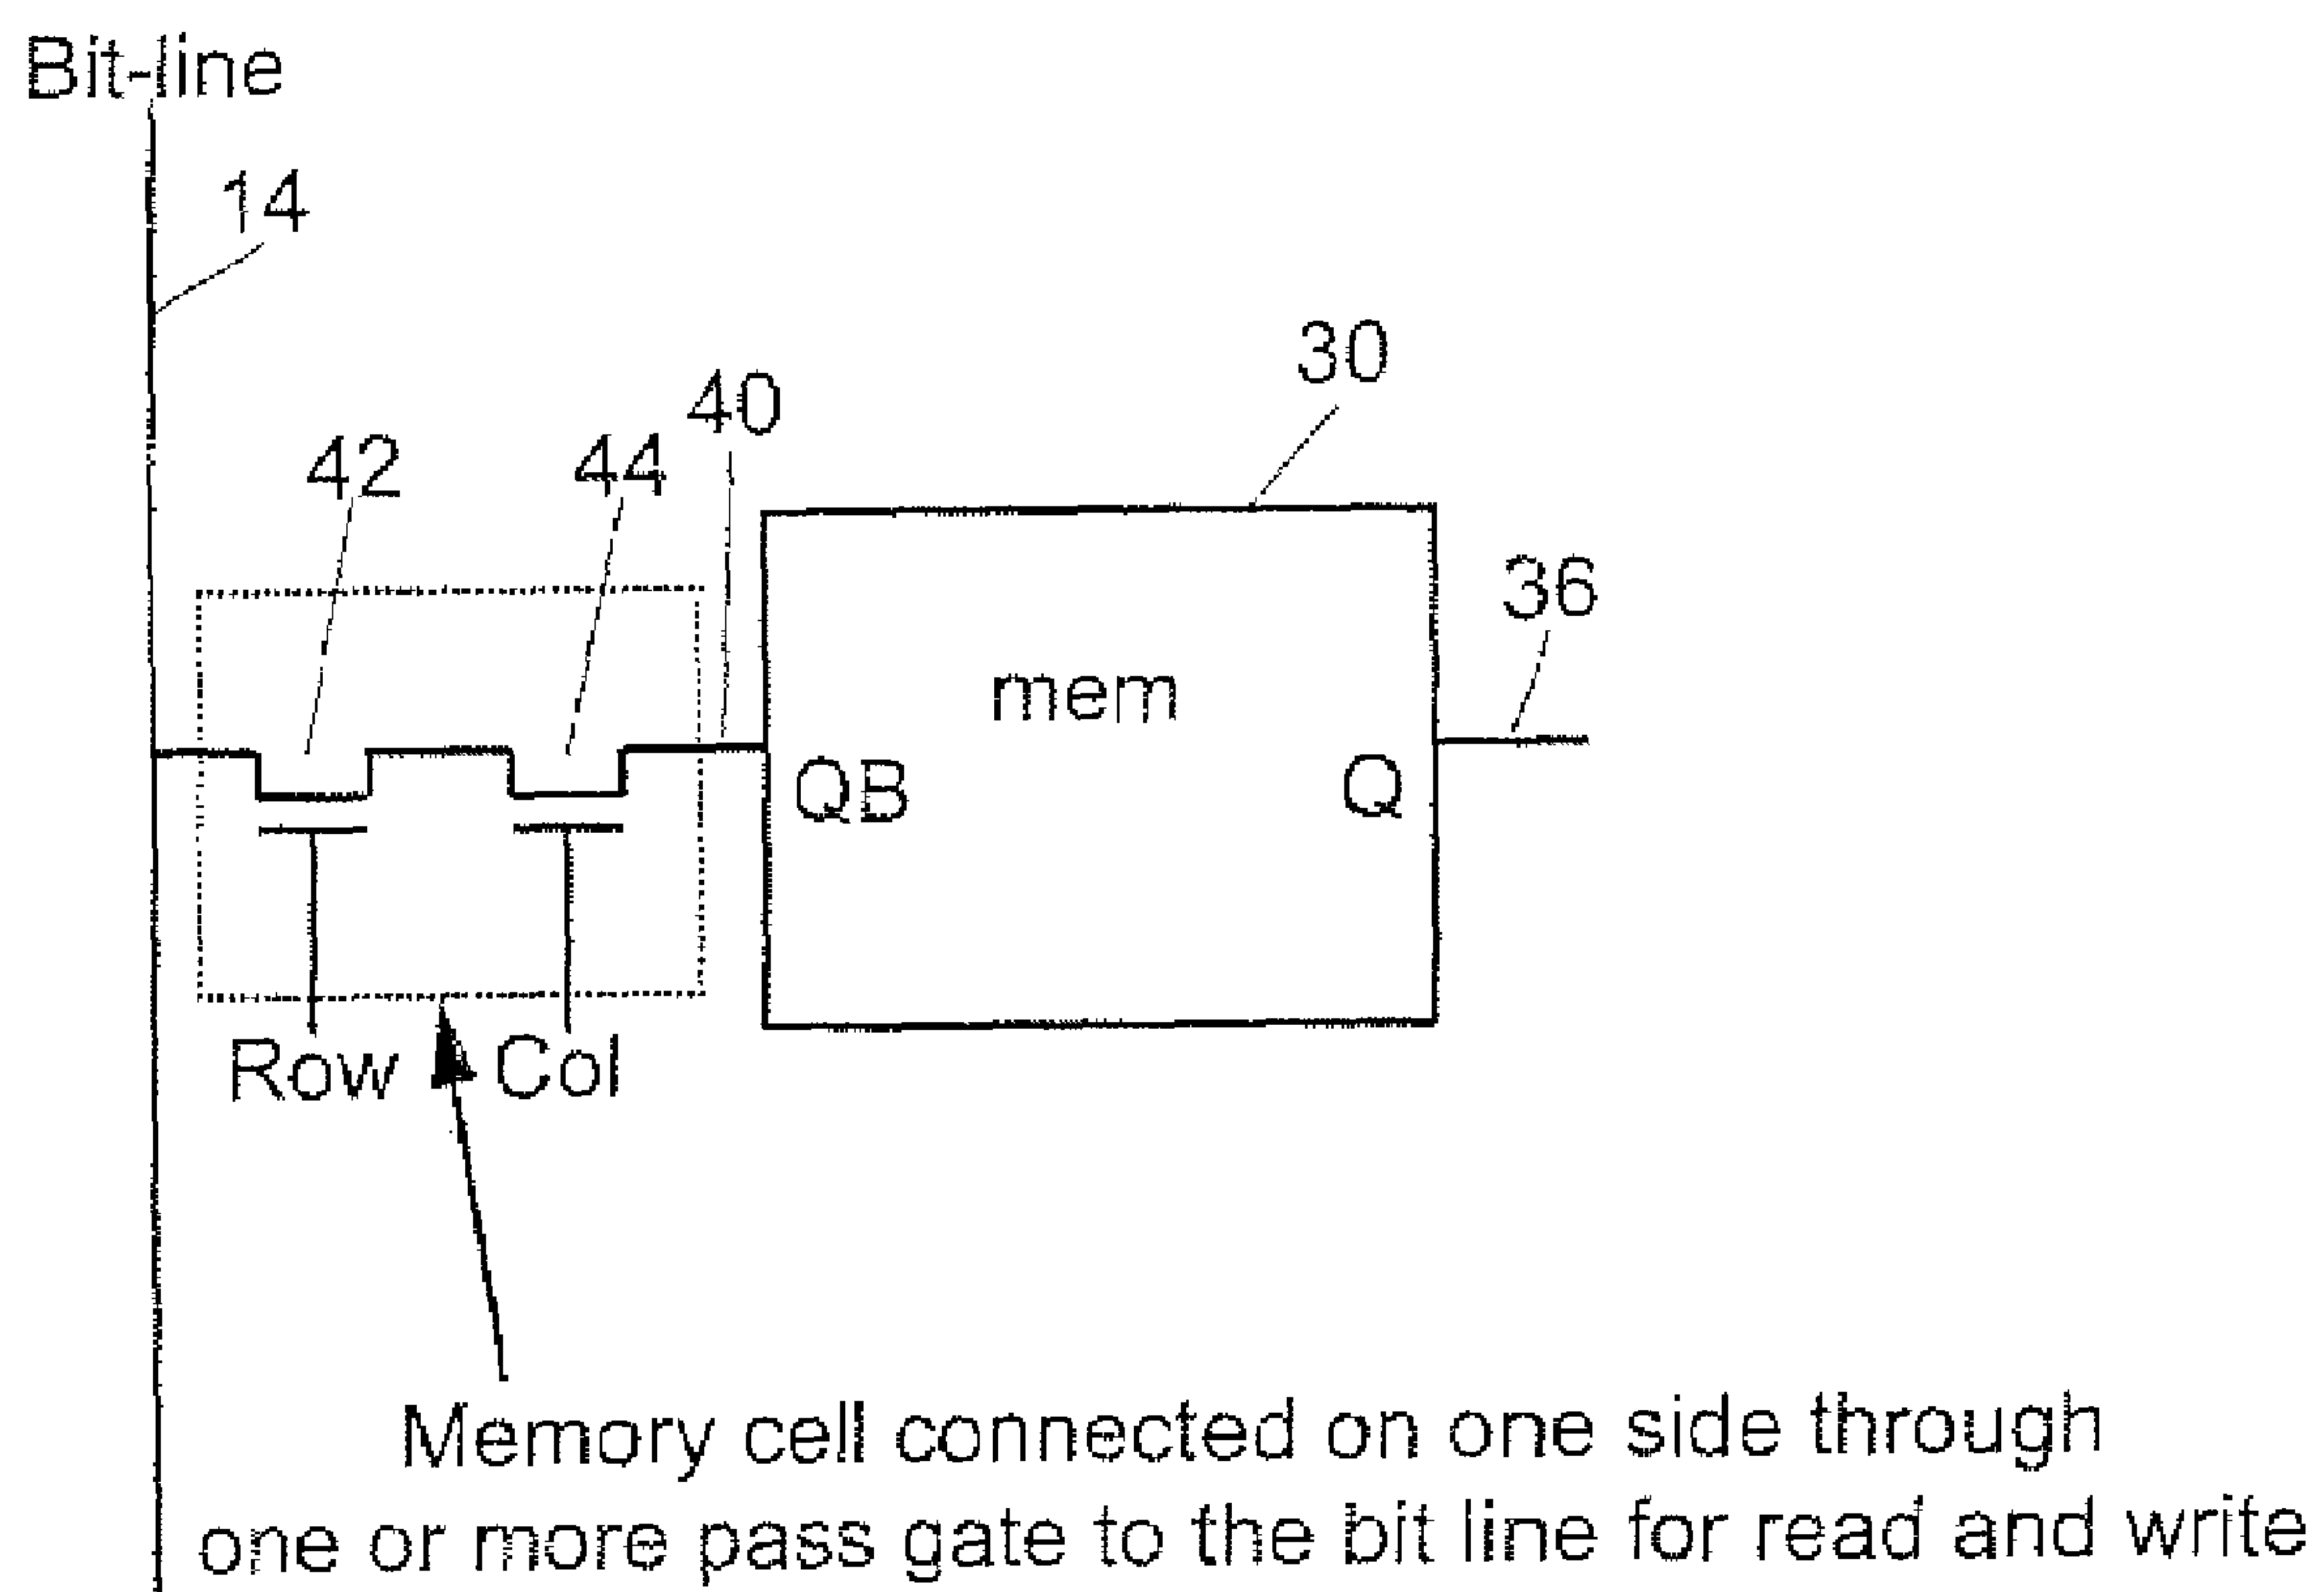 Bit-line
14
30
40
42
44
36
mem
QB
Q
Row
Col
Memory cell connected on one side through
one or more pass gate to the bit line for read and write